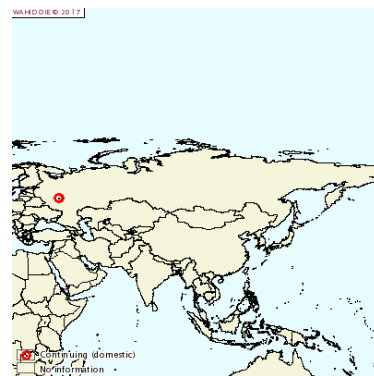 WAHID OIE © 2017
Continuing (domestic)
No information